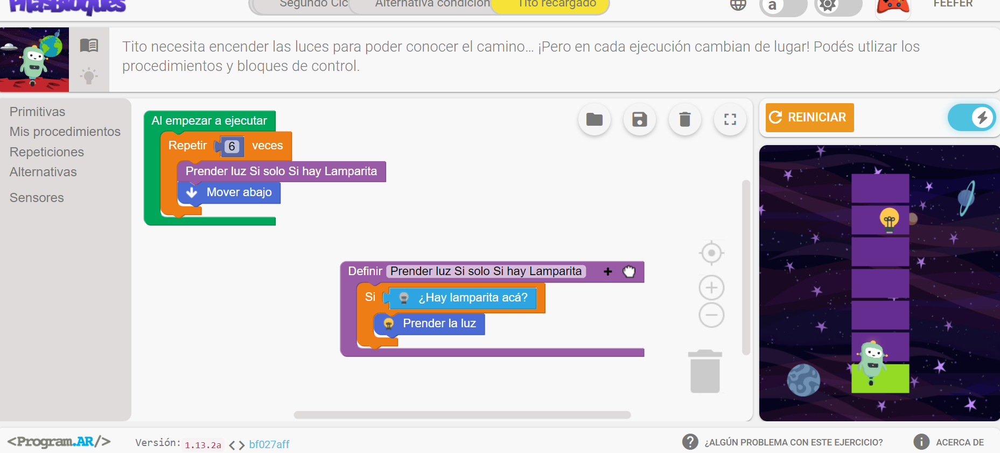 PilasBloques
Segundo Cic
Alternativa condicion
Tito recargado
a
FEEFER
Tito necesita encender las luces para poder conocer el camino... ¡Pero en cada ejecución cambian de lugar! Podés utlizar los
procedimientos y bloques de control.
Primitivas
Mis procedimientos
Repeticiones
Alternativas
Sensores
Al empezar a ejecutar
Repetir 6 veces
Prender luz Si solo Si hay Lamparita
Mover abajo
Definir Prender luz Si solo Si hay Lamparita +
Si ¿Hay lamparita acá?
Prender la luz
REINICIAR
<Program.AR/>
Versión: 1.13.2a <> bf027aff
? ¿ALGÚN PROBLEMA CON ESTE EJERCICIO?
i ACERCA DE